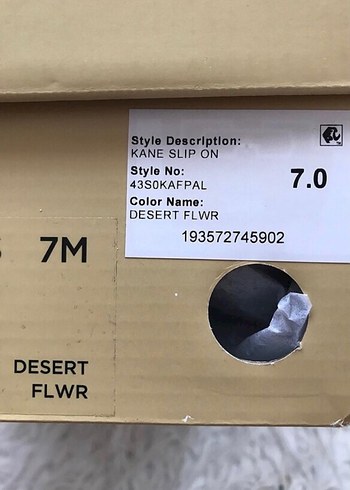 Style Description:
KANE SLIP ON
Style No:
43S0KAFPAL
7.0
Color Name:
DESERT FLWR
193572745902
7M
DESERT
FLWR